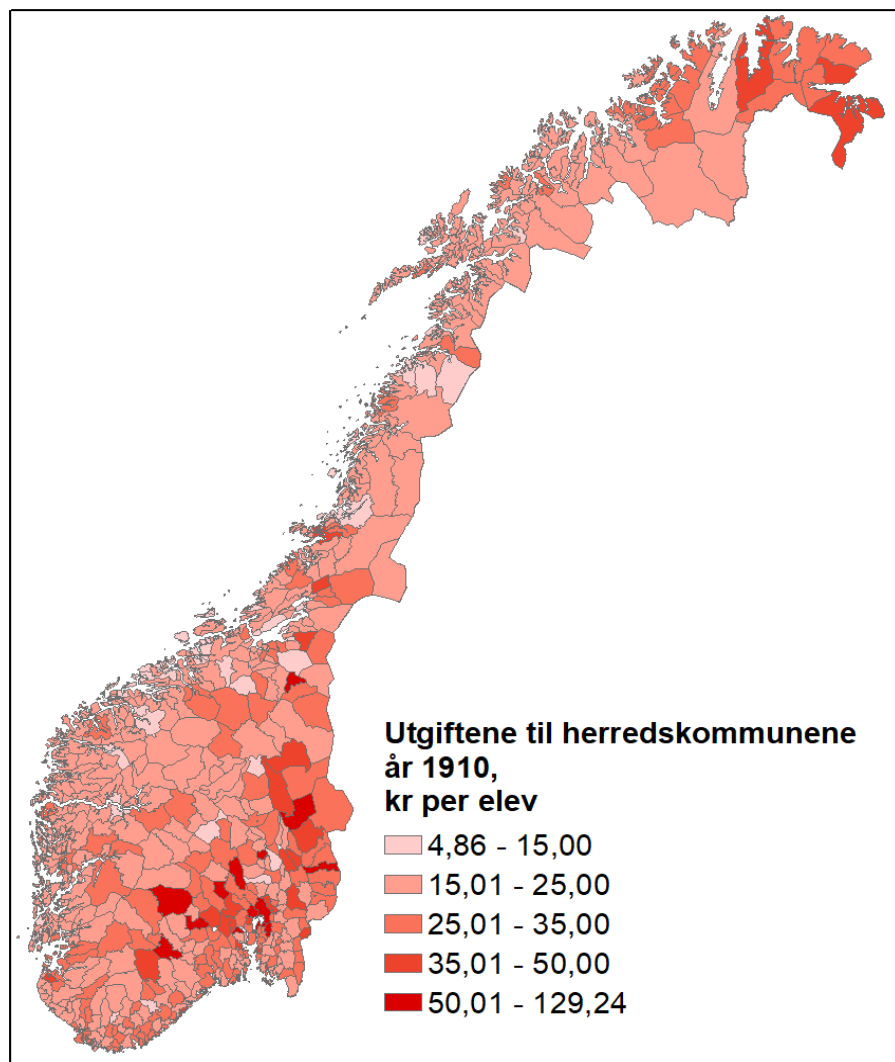 Utgiftene til herredskommunene
år 1910,
kr per elev
4,86 - 15,00
15,01 - 25,00
25,01 - 35,00
35,01 - 50,00
50,01 - 129,24